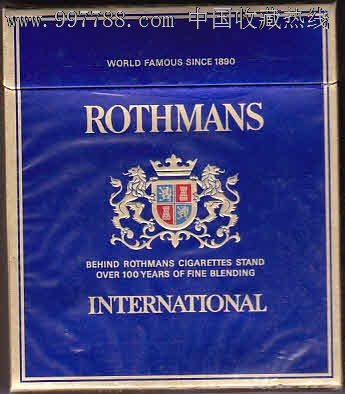 www.997788.com 中国收藏热线
WORLD FAMOUS SINCE 1890
ROTHMANS
BEHIND ROTHMANS CIGARETTES STAND
OVER 100 YEARS OF FINE BLENDING
INTERNATIONAL